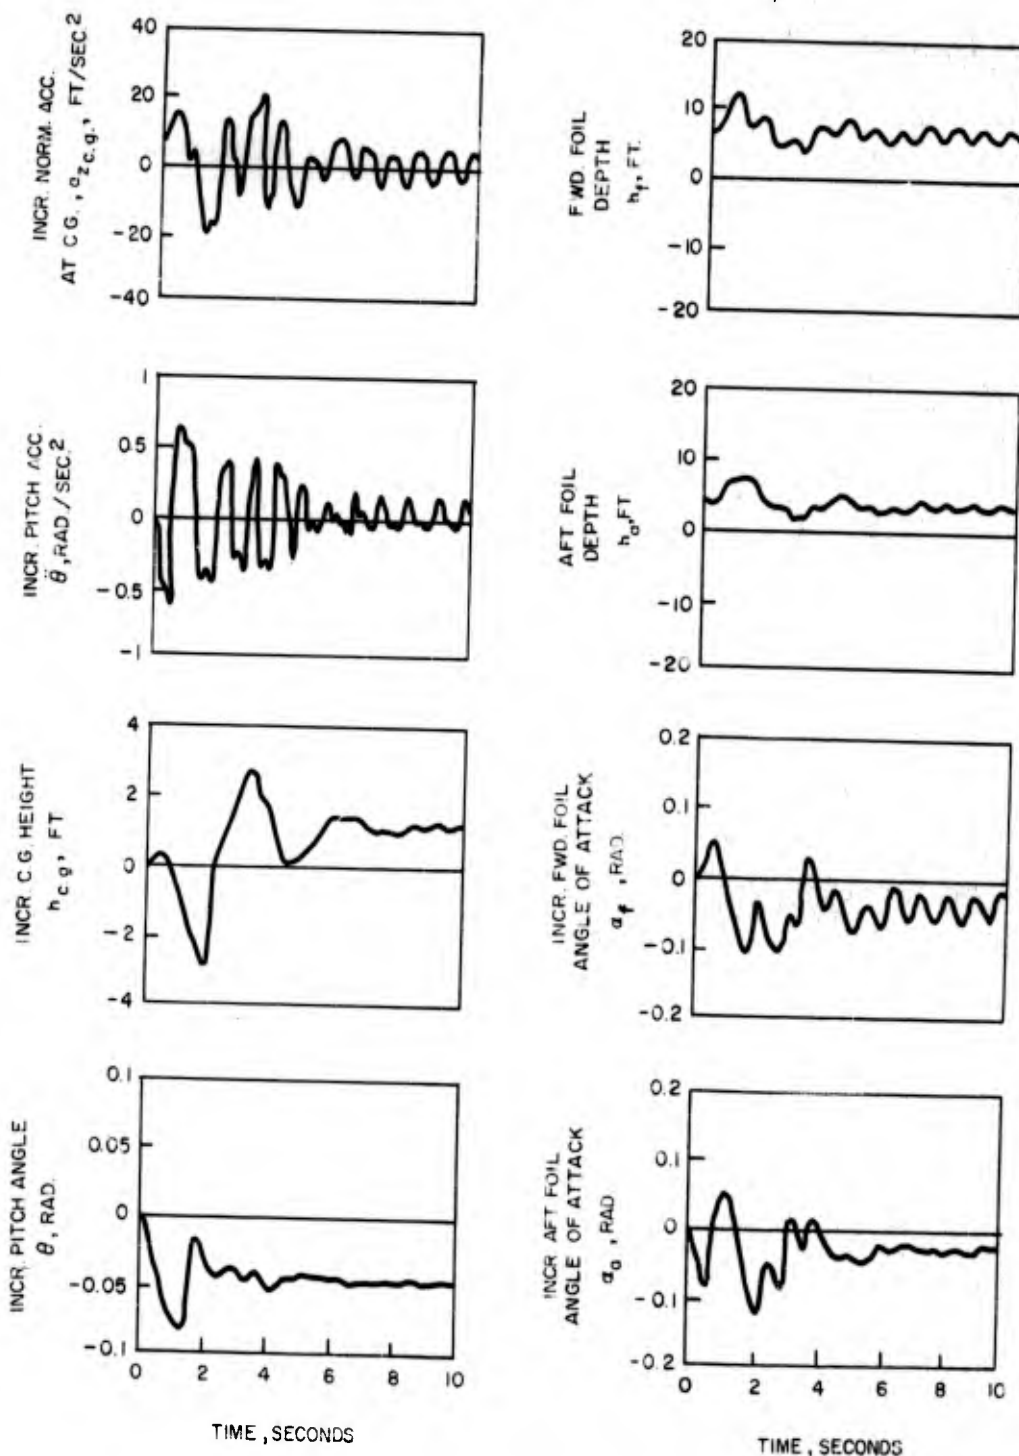 INCR. NORM. ACC.
AT C.G., a_z c.g., FT/SEC.²
40
20
0
-20
-40
INCR. PITCH ACC.
θ̈, RAD./SEC.²
1
0.5
0
-0.5
-1
INCR. C.G. HEIGHT
h c.g., FT
4
2
0
-2
-4
INCR. PITCH ANGLE
θ, RAD.
0.1
0.05
0
-0.05
-0.1
0 2 4 6 8 10
TIME, SECONDS
FWD. FOIL
DEPTH
h_f, FT.
20
10
0
-10
-20
AFT FOIL
DEPTH
h_a, FT
20
10
0
-10
-20
INCR. FWD. FOIL
ANGLE OF ATTACK
α_f, RAD.
0.2
0.1
0
-0.1
-0.2
INCR AFT FOIL
ANGLE OF ATTACK
α_a, RAD
0.2
0.1
0
-0.1
-0.2
0 2 4 6 8 10
TIME, SECONDS